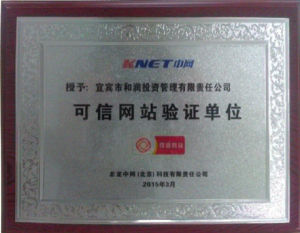 KNET中网
授予：宜宾市和润投资管理有限责任公司
可信网站验证单位
北龙中网（北京）科技有限责任公司
2015年3月